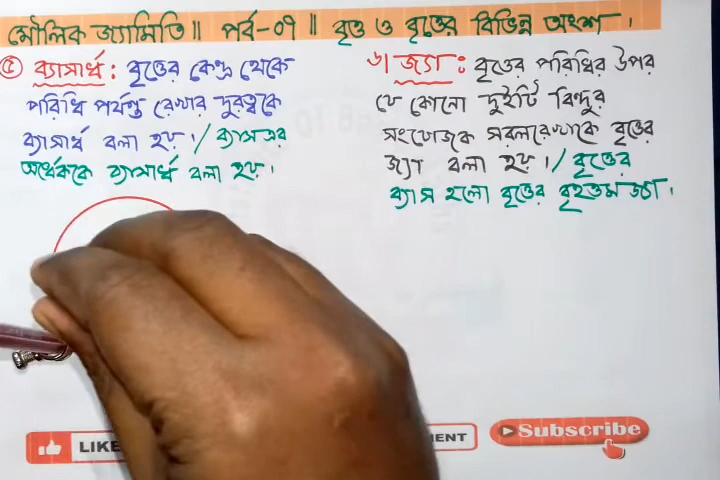 মৌলিক জ্যামিতি ॥ পর্ব-০৭ ॥ বৃত্ত ও বৃত্তের বিভিন্ন অংশ ।
৫ ব্যাসার্ধ : বৃত্তের কেন্দ্র থেকে
পরিধি পর্যন্ত রেখার দুরত্বকে
ব্যাসার্ধ বলা হয় । / ব্যাসের
অর্ধেককে ব্যাসার্ধ বলা হয় ।
৬। জ্যা : বৃত্তের পরিধির উপর
যে কোনো দুইটি বিন্দুর
সংযোজক সরলরেখাকে বৃত্তের
জ্যা বলা হয় । / বৃত্তের
ব্যাস হলো বৃত্তের বৃহত্তম জ্যা ।
LIKE
MENT
Subscribe